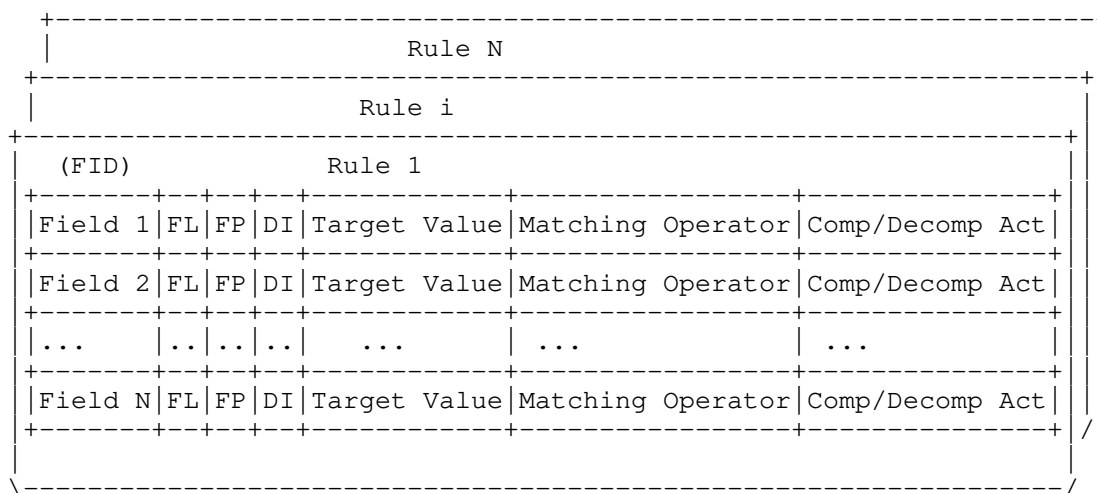 Rule N
Rule i
(FID) Rule 1
Field 1 FL FP DI Target Value Matching Operator Comp/Decomp Act
Field 2 FL FP DI Target Value Matching Operator Comp/Decomp Act
... .. .. .. ... ... ...
Field N FL FP DI Target Value Matching Operator Comp/Decomp Act